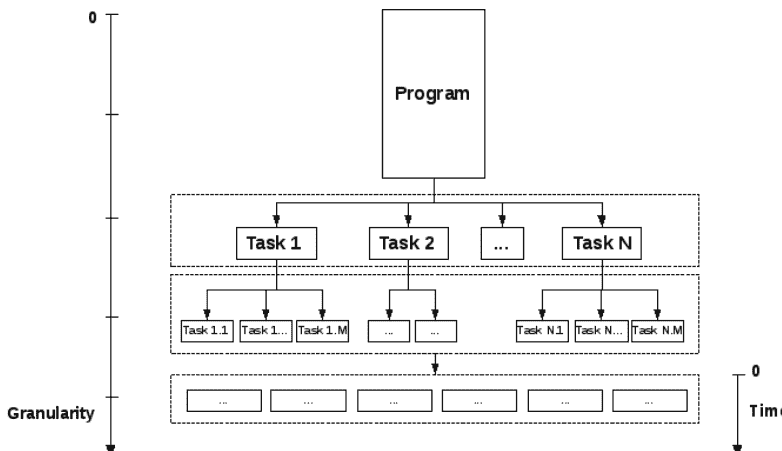 0
Program
Task 1
Task 2
...
Task N
Task 1.1
Task 1...
Task 1.M
...
...
Task N.1
Task N...
Task N.M
0
...
...
...
...
...
...
Granularity
Time